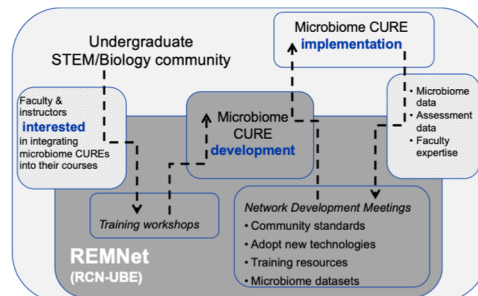 Undergraduate
STEM/Biology community
Microbiome CURE
implementation
Faculty &
instructors
interested
in integrating
microbiome CUREs
into their courses
Microbiome
CURE
development
• Microbiome
data
• Assessment
data
• Faculty
expertise
Training workshops
Network Development Meetings
• Community standards
• Adopt new technologies
• Training resources
• Microbiome datasets
REMNet
(RCN-UBE)